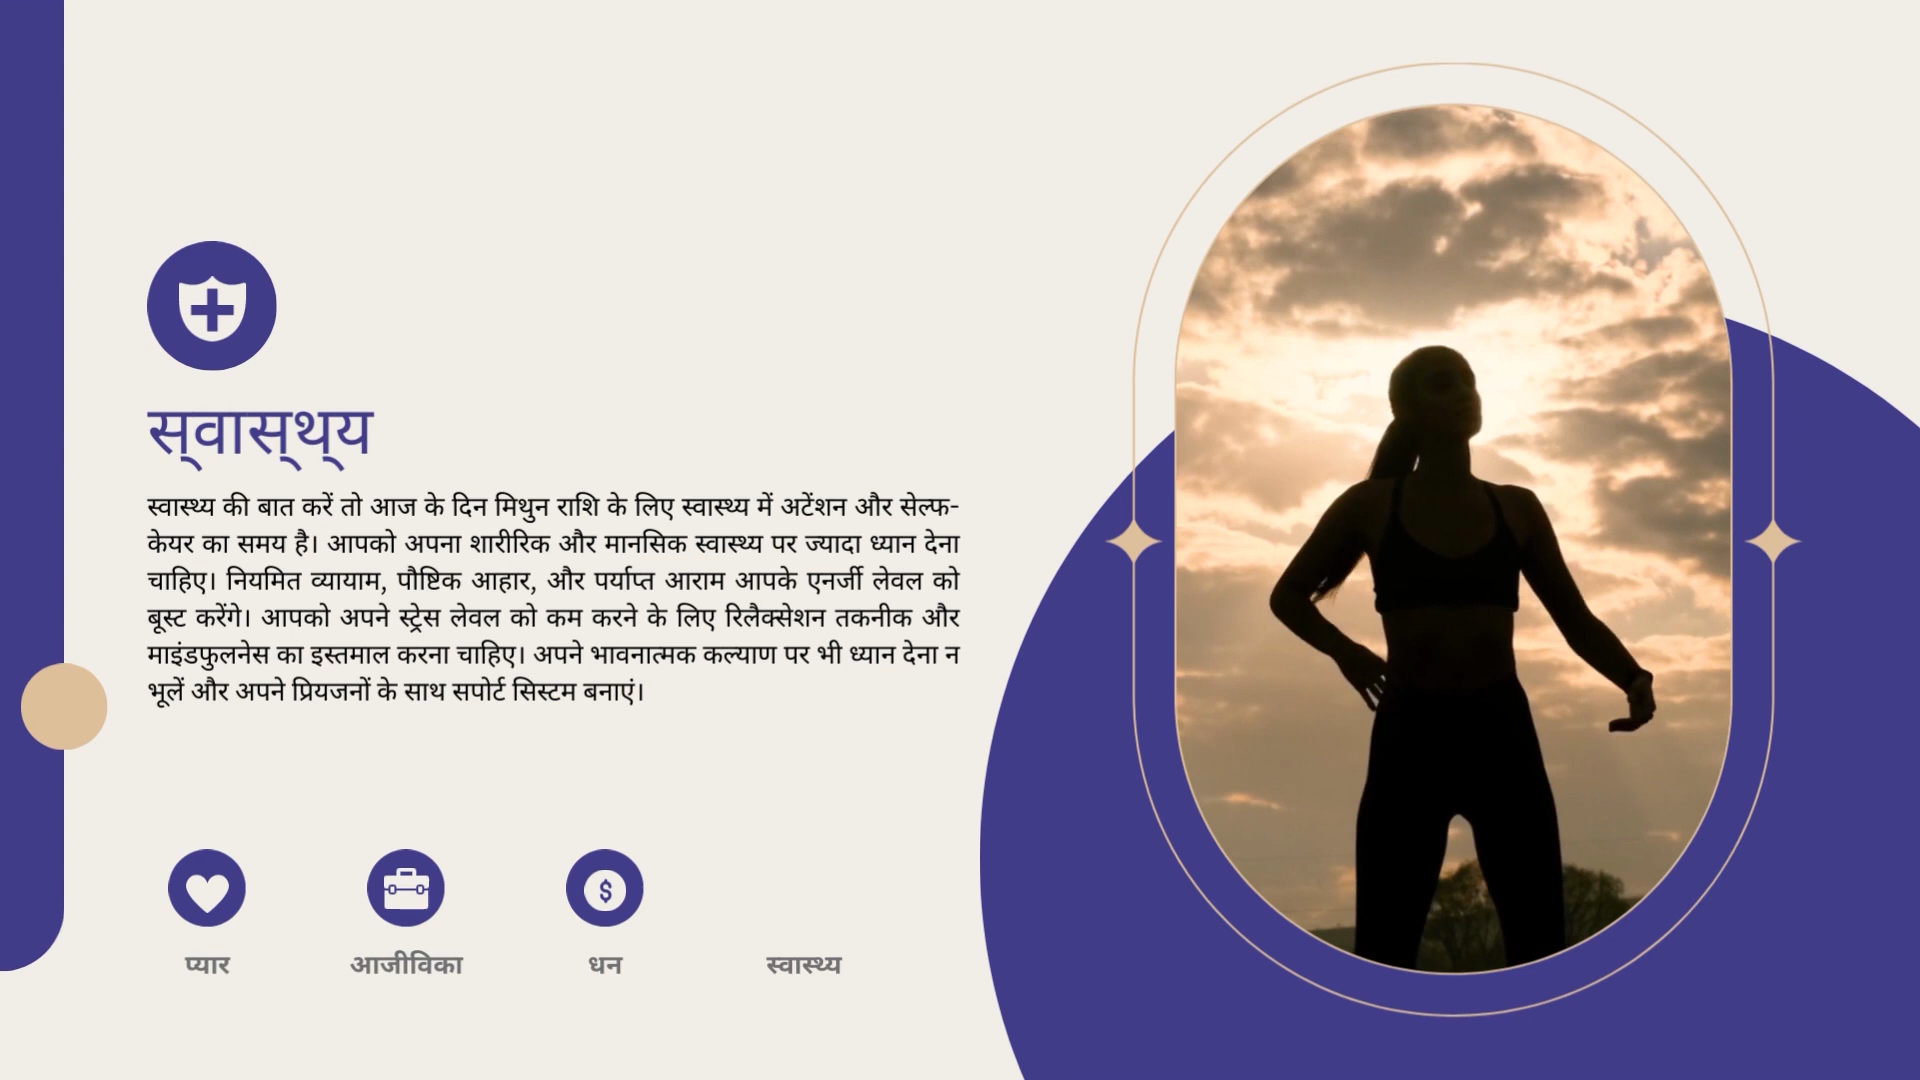 स्वास्थ्य
स्वास्थ्य की बात करें तो आज के दिन मिथुन राशि के लिए स्वास्थ्य में अटेंशन और सेल्फ-
केयर का समय है। आपको अपना शारीरिक और मानसिक स्वास्थ्य पर ज्यादा ध्यान देना
चाहिए। नियमित व्यायाम, पौष्टिक आहार, और पर्याप्त आराम आपके एनर्जी लेवल को
बूस्ट करेंगे। आपको अपने स्ट्रेस लेवल को कम करने के लिए रिलैक्सेशन तकनीक और
माइंडफुलनेस का इस्तमाल करना चाहिए। अपने भावनात्मक कल्याण पर भी ध्यान देना न
भूलें और अपने प्रियजनों के साथ सपोर्ट सिस्टम बनाएं।
प्यार आजीविका धन स्वास्थ्य